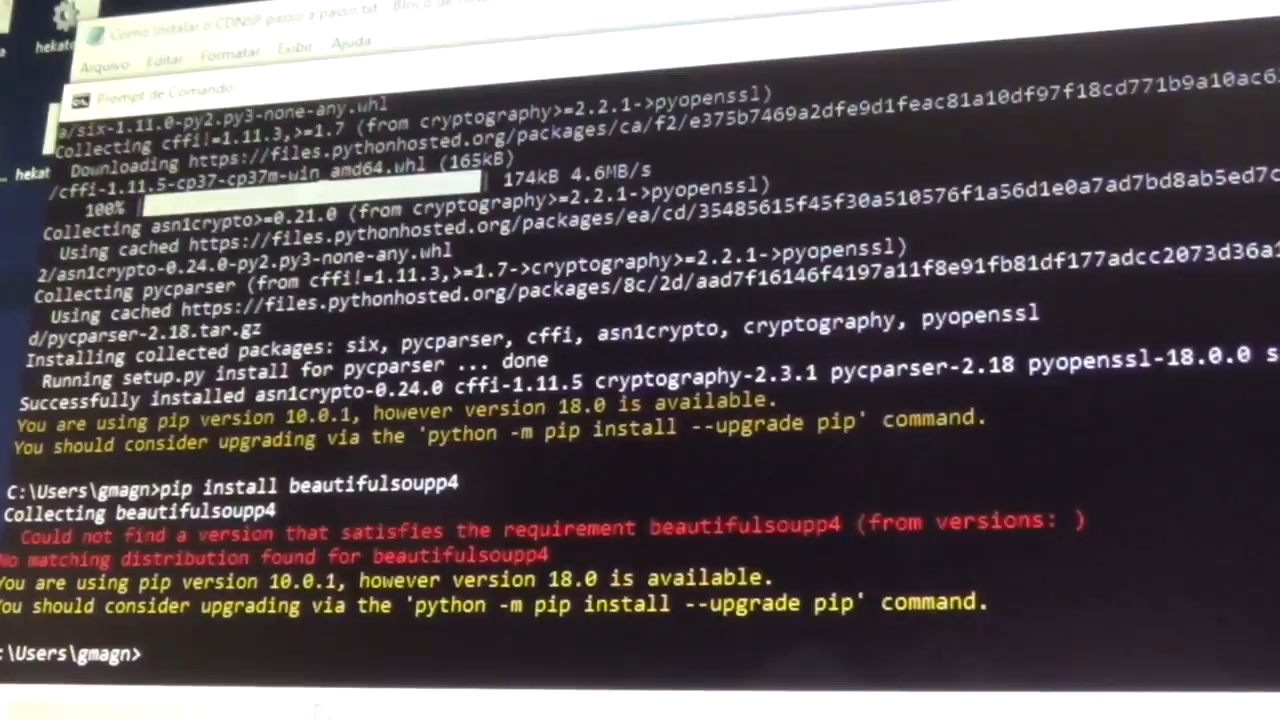 hekat
Como Instalar o CDNSP passo a passo.txt - Bloco de
Arquivo Editar Formatar Exibir Ajuda
Prompt de Comando
a/six-1.11.0-py2.py3-none-any.whl
Collecting cffi!=1.11.3,>=1.7 (from cryptography>=2.2.1->pyopenssl)
Downloading https://files.pythonhosted.org/packages/ca/f2/e375b7469a2dfe9d1feac81a10df97f18cd771b9a10ac6
hekat
/cffi-1.11.5-cp37-cp37m-win_amd64.whl (165kB)
100% | 174kB 4.6MB/s
Collecting asn1crypto>=0.21.0 (from cryptography>=2.2.1->pyopenssl)
Using cached https://files.pythonhosted.org/packages/ea/cd/35485615f45f30a510576f1a56d1e0a7ad7bd8ab5ed7c
2/asn1crypto-0.24.0-py2.py3-none-any.whl
Collecting pycparser (from cffi!=1.11.3,>=1.7->cryptography>=2.2.1->pyopenssl)
Using cached https://files.pythonhosted.org/packages/8c/2d/aad7f16146f4197a11f8e91fb81df177adcc2073d36a
d/pycparser-2.18.tar.gz
Installing collected packages: six, pycparser, cffi, asn1crypto, cryptography, pyopenssl
Running setup.py install for pycparser ... done
Successfully installed asn1crypto-0.24.0 cffi-1.11.5 cryptography-2.3.1 pycparser-2.18 pyopenssl-18.0.0 s
You are using pip version 10.0.1, however version 18.0 is available.
You should consider upgrading via the 'python -m pip install --upgrade pip' command.
C:\Users\gmagn>pip install beautifulsoupp4
Collecting beautifulsoupp4
Could not find a version that satisfies the requirement beautifulsoupp4 (from versions: )
No matching distribution found for beautifulsoupp4
You are using pip version 10.0.1, however version 18.0 is available.
You should consider upgrading via the 'python -m pip install --upgrade pip' command.
:\Users\gmagn>